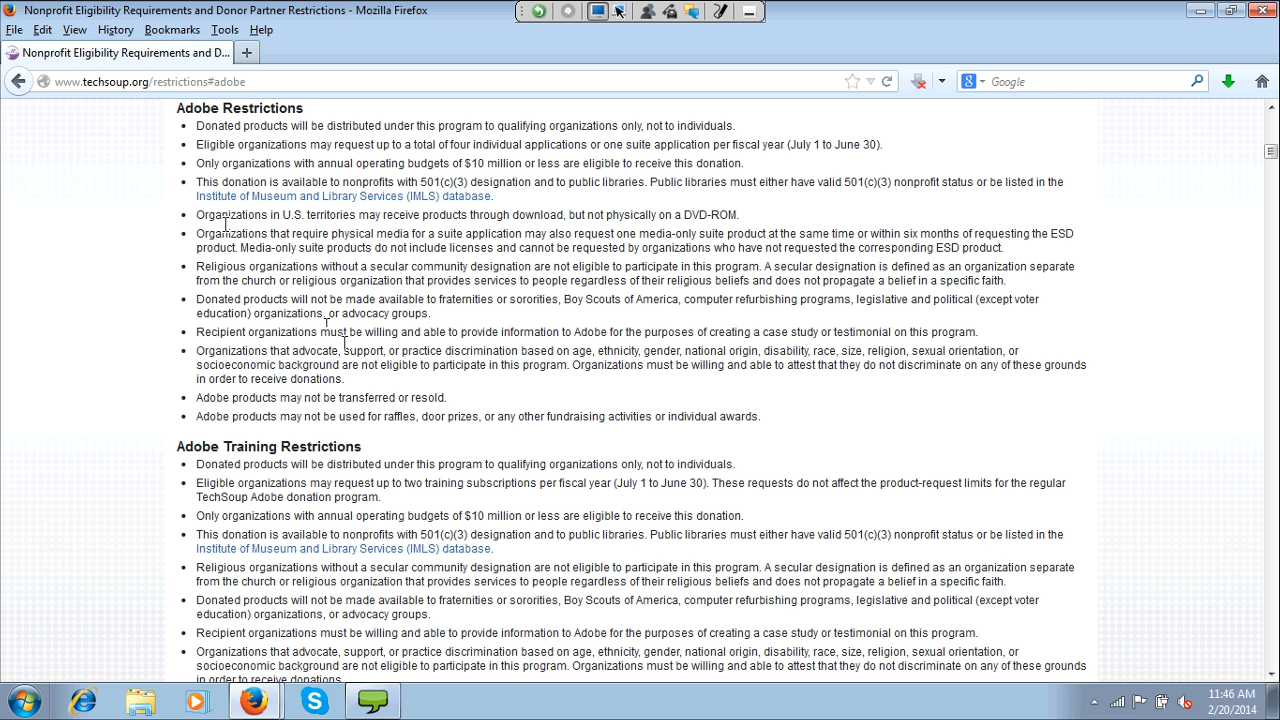 Nonprofit Eligibility Requirements and Donor Partner Restrictions - Mozilla Firefox
File Edit View History Bookmarks Tools Help
Nonprofit Eligibility Requirements and D...
www.techsoup.org/restrictions#adobe
Google
Adobe Restrictions
Donated products will be distributed under this program to qualifying organizations only, not to individuals.
Eligible organizations may request up to a total of four individual applications or one suite application per fiscal year (July 1 to June 30).
Only organizations with annual operating budgets of $10 million or less are eligible to receive this donation.
This donation is available to nonprofits with 501(c)(3) designation and to public libraries. Public libraries must either have valid 501(c)(3) nonprofit status or be listed in the
Institute of Museum and Library Services (IMLS) database.
Organizations in U.S. territories may receive products through download, but not physically on a DVD-ROM.
Organizations that require physical media for a suite application may also request one media-only suite product at the same time or within six months of requesting the ESD
product. Media-only suite products do not include licenses and cannot be requested by organizations who have not requested the corresponding ESD product.
Religious organizations without a secular community designation are not eligible to participate in this program. A secular designation is defined as an organization separate
from the church or religious organization that provides services to people regardless of their religious beliefs and does not propagate a belief in a specific faith.
Donated products will not be made available to fraternities or sororities, Boy Scouts of America, computer refurbishing programs, legislative and political (except voter
education) organizations, or advocacy groups.
Recipient organizations must be willing and able to provide information to Adobe for the purposes of creating a case study or testimonial on this program.
Organizations that advocate, support, or practice discrimination based on age, ethnicity, gender, national origin, disability, race, size, religion, sexual orientation, or
socioeconomic background are not eligible to participate in this program. Organizations must be willing and able to attest that they do not discriminate on any of these grounds
in order to receive donations.
Adobe products may not be transferred or resold.
Adobe products may not be used for raffles, door prizes, or any other fundraising activities or individual awards.
Adobe Training Restrictions
Donated products will be distributed under this program to qualifying organizations only, not to individuals.
Eligible organizations may request up to two training subscriptions per fiscal year (July 1 to June 30). These requests do not affect the product-request limits for the regular
TechSoup Adobe donation program.
Only organizations with annual operating budgets of $10 million or less are eligible to receive this donation.
This donation is available to nonprofits with 501(c)(3) designation and to public libraries. Public libraries must either have valid 501(c)(3) nonprofit status or be listed in the
Institute of Museum and Library Services (IMLS) database.
Religious organizations without a secular community designation are not eligible to participate in this program. A secular designation is defined as an organization separate
from the church or religious organization that provides services to people regardless of their religious beliefs and does not propagate a belief in a specific faith.
Donated products will not be made available to fraternities or sororities, Boy Scouts of America, computer refurbishing programs, legislative and political (except voter
education) organizations, or advocacy groups.
Recipient organizations must be willing and able to provide information to Adobe for the purposes of creating a case study or testimonial on this program.
Organizations that advocate, support, or practice discrimination based on age, ethnicity, gender, national origin, disability, race, size, religion, sexual orientation, or
socioeconomic background are not eligible to participate in this program. Organizations must be willing and able to attest that they do not discriminate on any of these grounds
in order to receive donations.
11:46 AM
2/20/2014